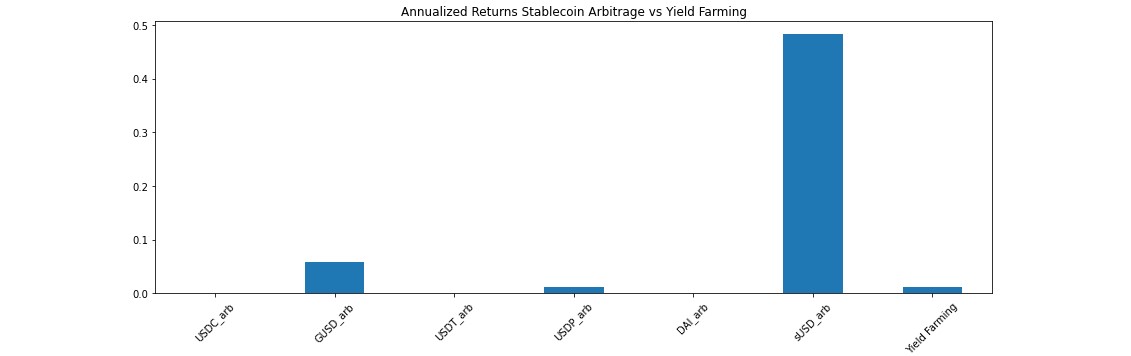 Annualized Returns Stablecoin Arbitrage vs Yield Farming
0.5
0.4
0.3
0.2
0.1
0.0
USDC_arb
GUSD_arb
USDT_arb
USDP_arb
DAI_arb
sUSD_arb
Yield Farming